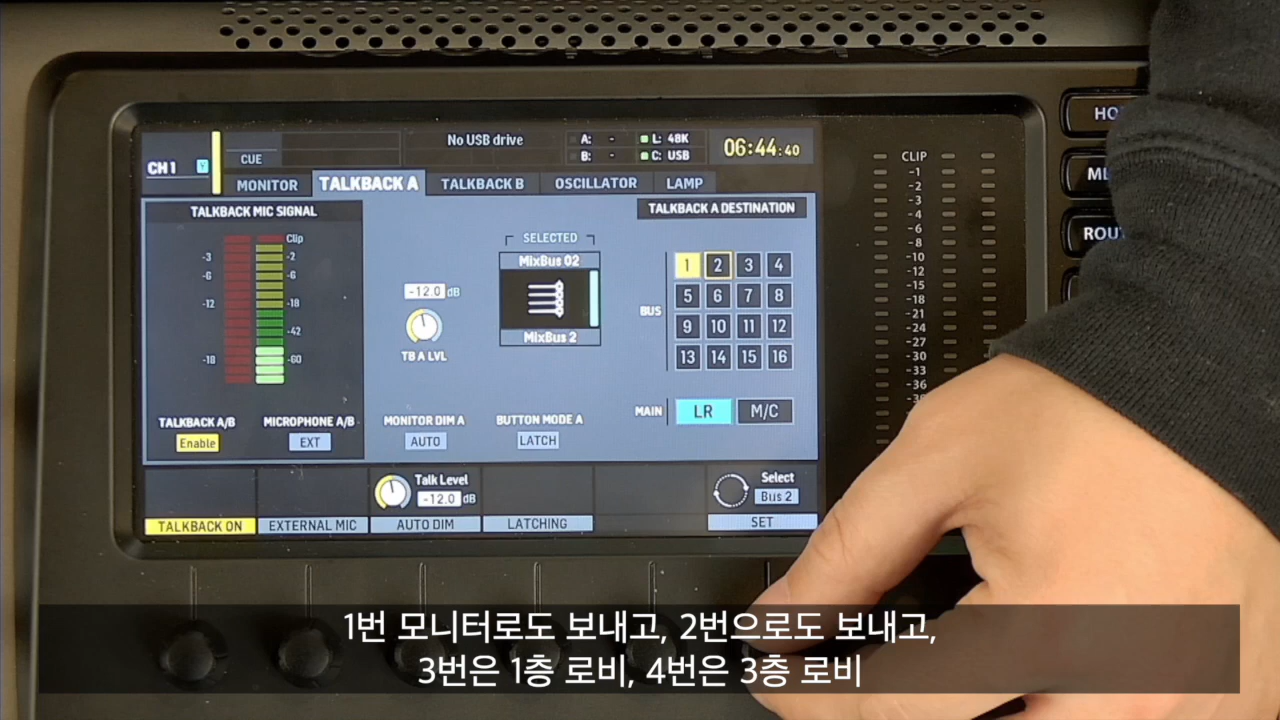 No USB drive
A: -
L: 48K
06:44:40
CH 1
Y
CUE
B: -
C: USB
MONITOR
TALKBACK A
TALKBACK B
OSCILLATOR
LAMP
TALKBACK MIC SIGNAL
TALKBACK A DESTINATION
SELECTED
Clip
-3
-2
-6
-6
-12
-18
-42
-18
-60
MixBus 02
MixBus 2
-12.0 dB
TB A LVL
BUS
1 2 3 4
5 6 7 8
9 10 11 12
13 14 15 16
MAIN
LR
M/C
TALKBACK A/B
Enable
MICROPHONE A/B
EXT
MONITOR DIM A
AUTO
BUTTON MODE A
LATCH
Talk Level
-12.0 dB
Select
Bus 2
TALKBACK ON
EXTERNAL MIC
AUTO DIM
LATCHING
SET
CLIP
-1
-2
-3
-4
-6
-8
-10
-12
-15
-18
-21
-24
-27
-30
-33
-36
1번 모니터로도 보내고, 2번으로도 보내고,
3번은 1층 로비, 4번은 3층 로비